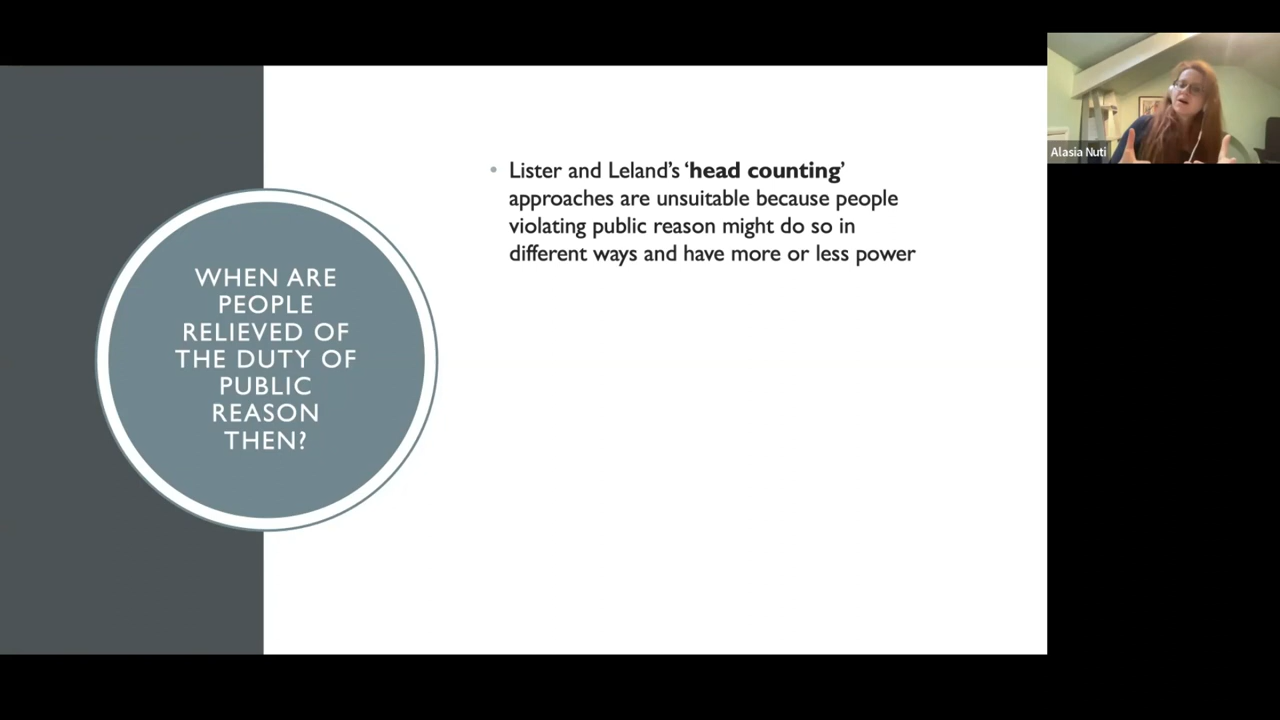 WHEN ARE
PEOPLE
RELIEVED OF
THE DUTY OF
PUBLIC
REASON
THEN?
• Lister and Leland's 'head counting'
approaches are unsuitable because people
violating public reason might do so in
different ways and have more or less power
Alasia Nuti